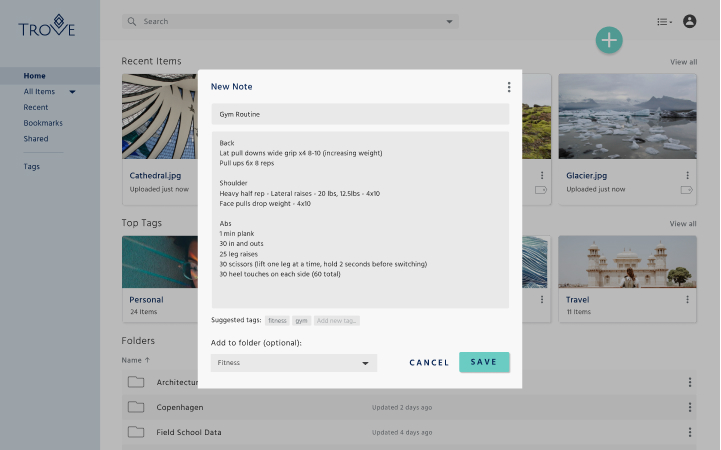 TROVE
Search
Home
All Items
Recent
Bookmarks
Shared
Tags
Recent Items
View all
Cathedral.jpg
Uploaded just now
Glacier.jpg
Uploaded just now
Top Tags
View all
Personal
24 Items
Travel
11 Items
Folders
Name ↑
Architectur
Copenhagen
Updated 2 days ago
Field School Data
Updated 4 days ago
New Note
Gym Routine
Back
Lat pull downs wide grip x4 8-10 (increasing weight)
Pull ups 6x 8 reps
Shoulder
Heavy half rep - Lateral raises - 20 lbs, 12.5lbs - 4x10
Face pulls drop weight - 4x10
Abs
1 min plank
30 in and outs
25 leg raises
30 scissors (lift one leg at a time, hold 2 seconds before switching)
30 heel touches on each side (60 total)
Suggested tags: fitness gym Add new tag..
Add to folder (optional):
Fitness
CANCEL
SAVE